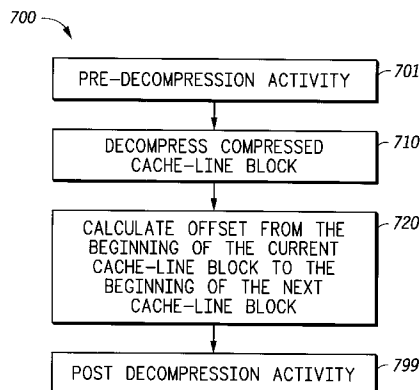 700
PRE-DECOMPRESSION ACTIVITY
701
DECOMPRESS COMPRESSED
CACHE-LINE BLOCK
710
CALCULATE OFFSET FROM THE
BEGINNING OF THE CURRENT
CACHE-LINE BLOCK TO THE
BEGINNING OF THE NEXT
CACHE-LINE BLOCK
720
POST DECOMPRESSION ACTIVITY
799